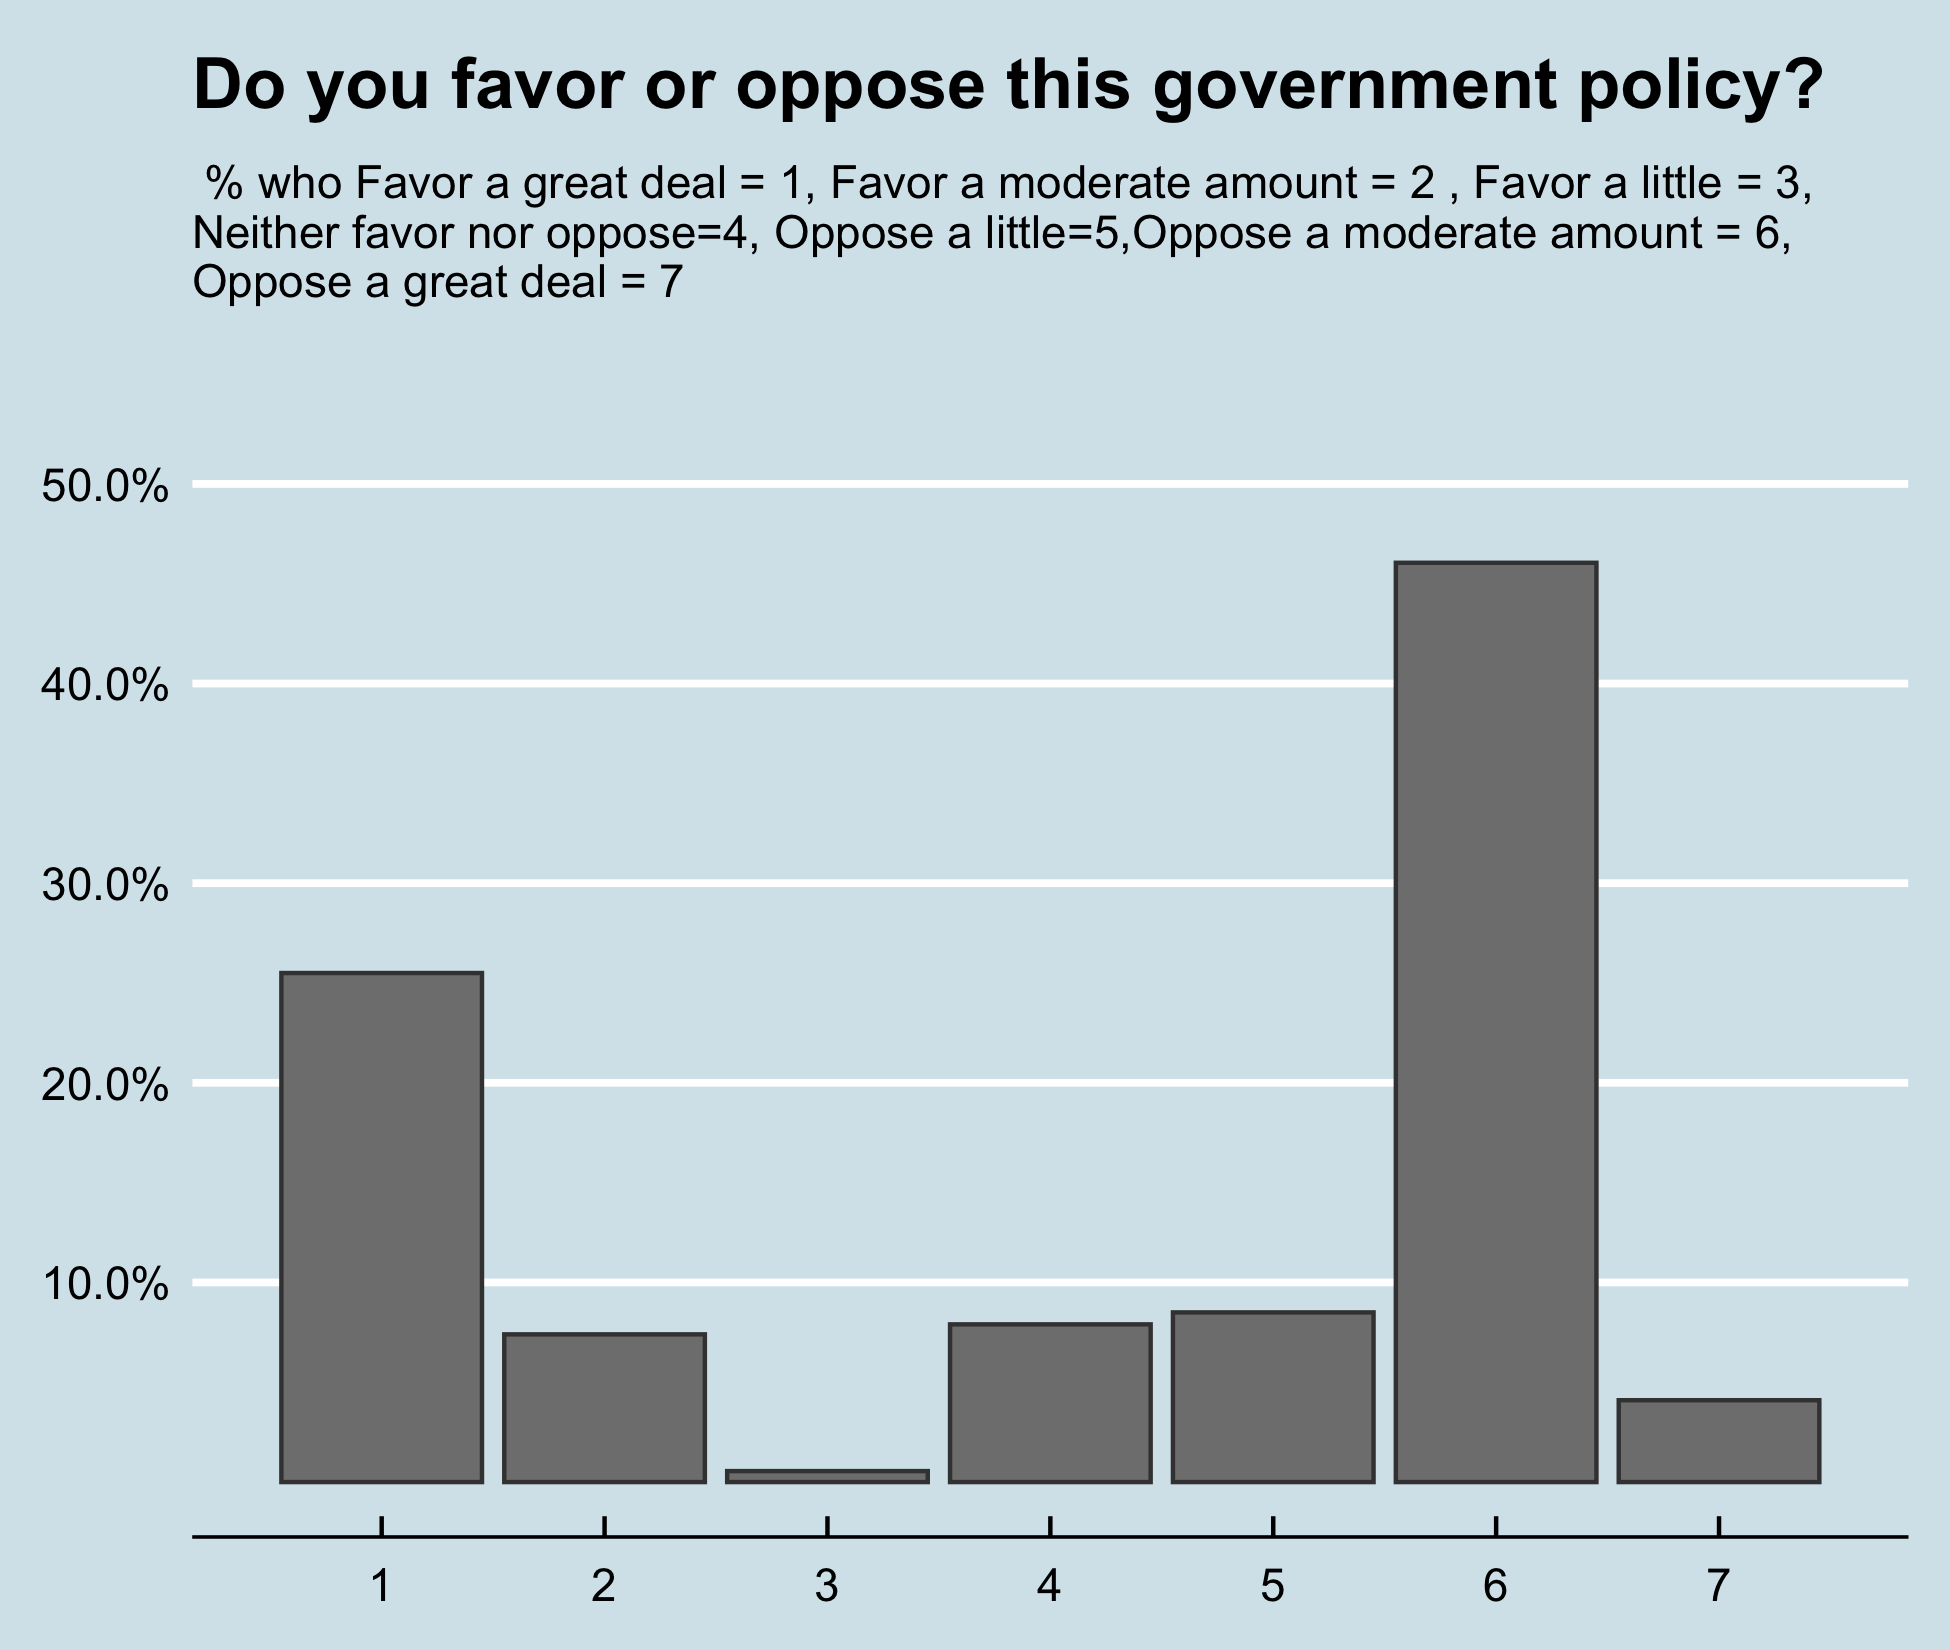 Do you favor or oppose this government policy?
% who Favor a great deal = 1, Favor a moderate amount = 2 , Favor a little = 3,
Neither favor nor oppose=4, Oppose a little=5,Oppose a moderate amount = 6,
Oppose a great deal = 7
50.0%
40.0%
30.0%
20.0%
10.0%
1 2 3 4 5 6 7